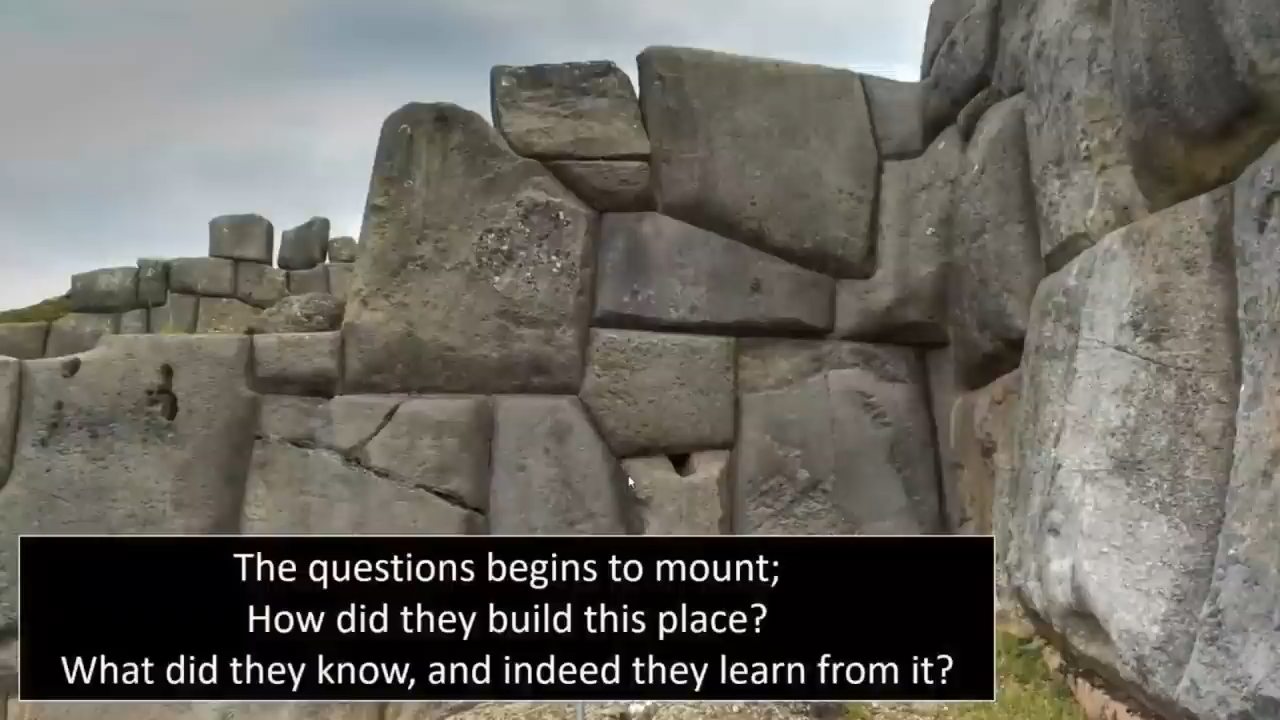 The questions begins to mount;
How did they build this place?
What did they know, and indeed they learn from it?